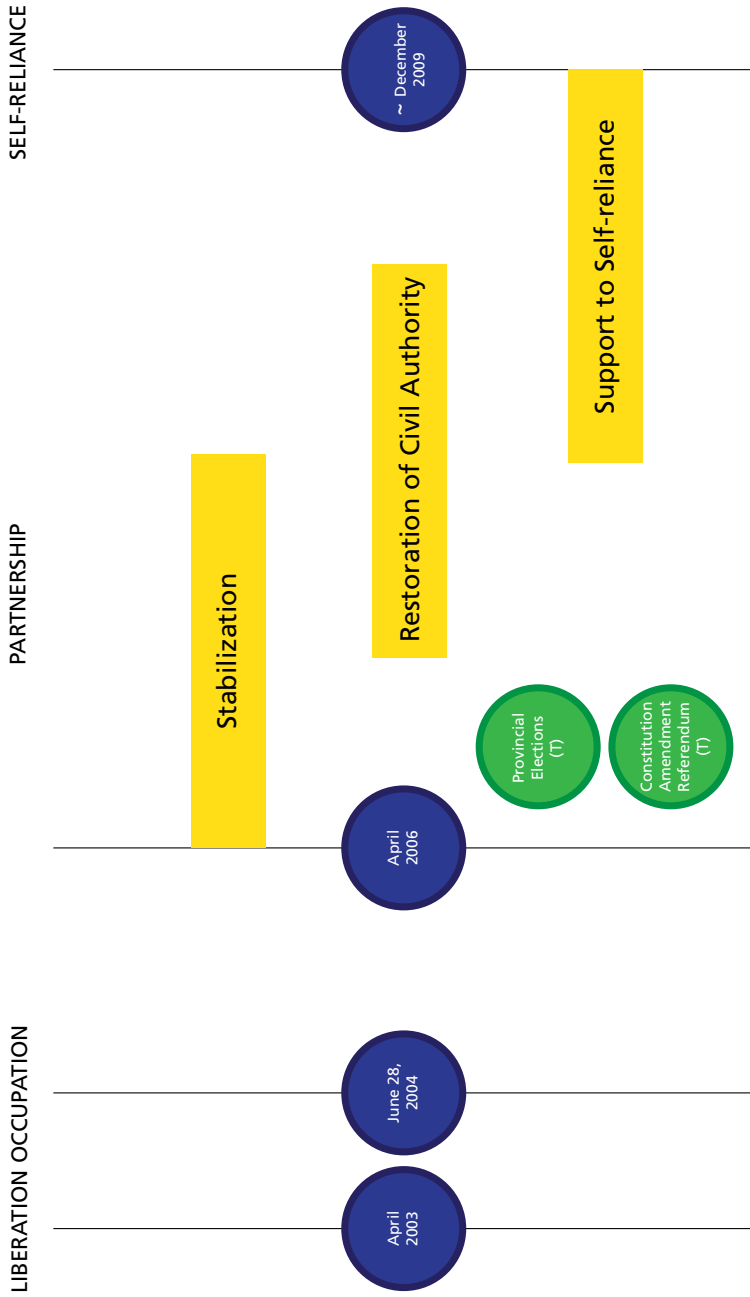 LIBERATION OCCUPATION
PARTNERSHIP
SELF-RELIANCE
Stabilization
April
2003
June 28,
2004
April
2006
Restoration of Civil Authority
~ December
2009
Provincial
Elections
(T)
Support to Self-reliance
Constitution
Amendment
Referendum
(T)